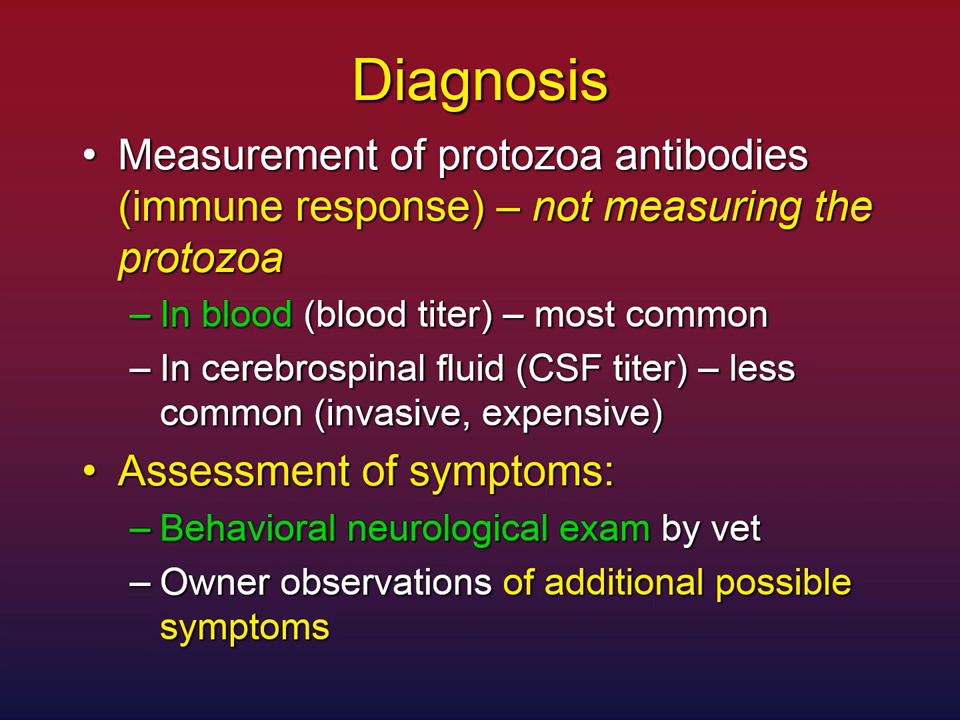 Diagnosis
• Measurement of protozoa antibodies
(immune response) – not measuring the
protozoa
– In blood (blood titer) – most common
– In cerebrospinal fluid (CSF titer) – less
common (invasive, expensive)
• Assessment of symptoms:
– Behavioral neurological exam by vet
– Owner observations of additional possible
symptoms